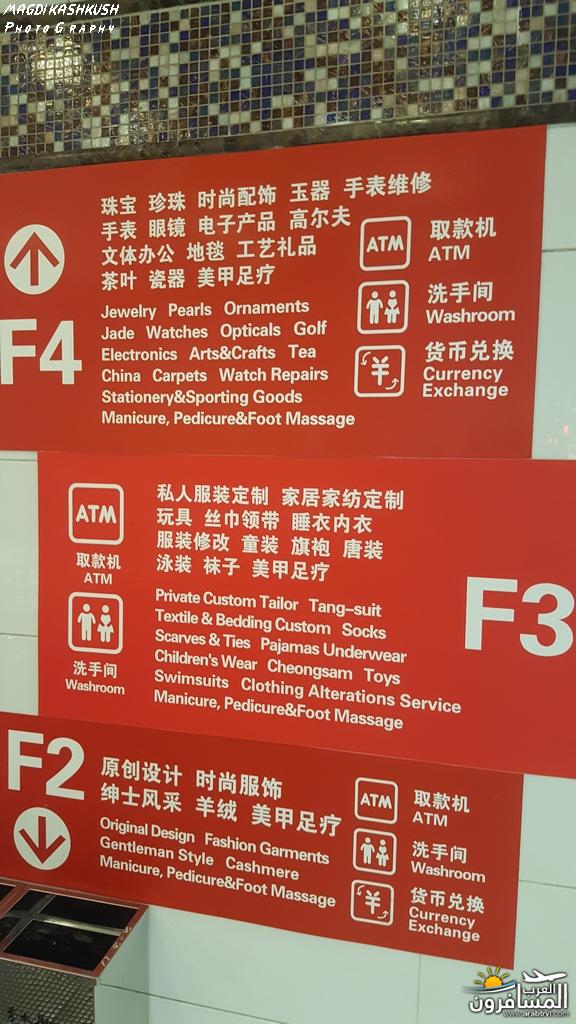 MAGDI KASHKUSH
PHOTOGRAPHY
F4
珠宝 珍珠 时尚配饰 玉器 手表维修
手表 眼镜 电子产品 高尔夫
文体办公 地毯 工艺礼品
茶叶 瓷器 美甲足疗
Jewelry Pearls Ornaments
Jade Watches Opticals Golf
Electronics Arts&Crafts Tea
China Carpets Watch Repairs
Stationery&Sporting Goods
Manicure, Pedicure&Foot Massage
ATM
取款机
ATM
洗手间
Washroom
¥
货币兑换
Currency
Exchange
ATM
取款机
ATM
洗手间
Washroom
私人服装定制 家居家纺定制
玩具 丝巾领带 睡衣内衣
服装修改 童装 旗袍 唐装
泳装 袜子 美甲足疗
Private Custom Tailor Tang-suit
Textile & Bedding Custom Socks
Scarves & Ties Pajamas Underwear
Children's Wear Cheongsam Toys
Swimsuits Clothing Alterations Service
Manicure, Pedicure&Foot Massage
F3
F2
原创设计 时尚服饰
绅士风采 羊绒 美甲足疗
Original Design Fashion Garments
Gentleman Style Cashmere
Manicure, Pedicure&Foot Massage
ATM
取款机
ATM
洗手间
Washroom
¥
货币兑换
Currency
Exchange
العرب
المسافرون
www.arabtrvl.com